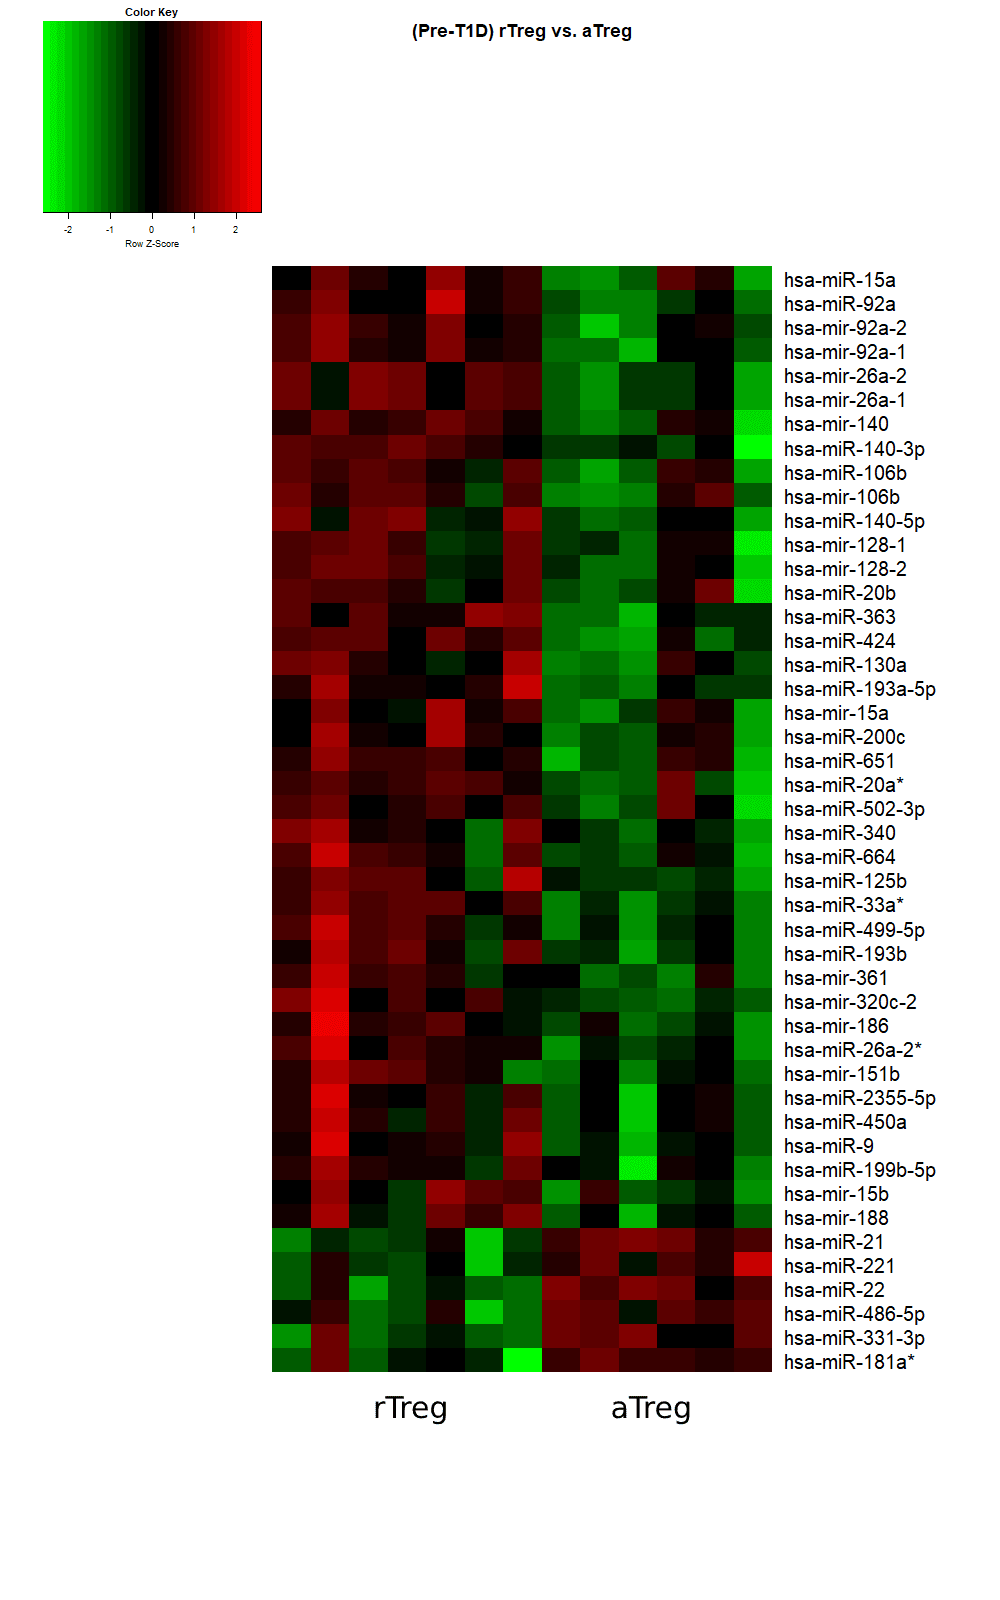 Color Key
(Pre-T1D) rTreg vs. aTreg
-2 -1 0 1 2
Row Z-Score
hsa-miR-15a
hsa-miR-92a
hsa-mir-92a-2
hsa-mir-92a-1
hsa-mir-26a-2
hsa-mir-26a-1
hsa-mir-140
hsa-miR-140-3p
hsa-miR-106b
hsa-mir-106b
hsa-miR-140-5p
hsa-mir-128-1
hsa-mir-128-2
hsa-miR-20b
hsa-miR-363
hsa-miR-424
hsa-miR-130a
hsa-miR-193a-5p
hsa-mir-15a
hsa-miR-200c
hsa-miR-651
hsa-miR-20a*
hsa-miR-502-3p
hsa-miR-340
hsa-miR-664
hsa-miR-125b
hsa-miR-33a*
hsa-miR-499-5p
hsa-miR-193b
hsa-mir-361
hsa-mir-320c-2
hsa-mir-186
hsa-miR-26a-2*
hsa-mir-151b
hsa-miR-2355-5p
hsa-miR-450a
hsa-miR-9
hsa-miR-199b-5p
hsa-mir-15b
hsa-mir-188
hsa-miR-21
hsa-miR-221
hsa-miR-22
hsa-miR-486-5p
hsa-miR-331-3p
hsa-miR-181a*
rTreg aTreg